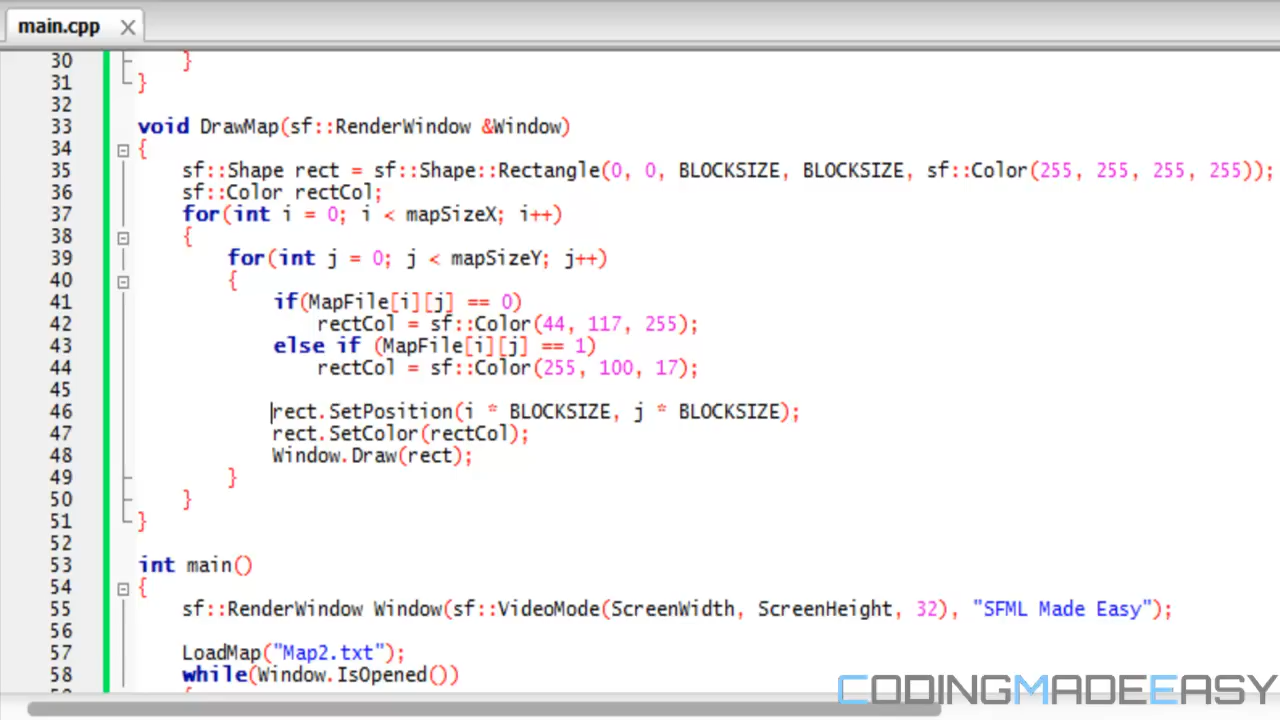 main.cpp
30 }
31 }
32
33 void DrawMap(sf::RenderWindow &Window)
34 {
35 sf::Shape rect = sf::Shape::Rectangle(0, 0, BLOCKSIZE, BLOCKSIZE, sf::Color(255, 255, 255, 255));
36 sf::Color rectCol;
37 for(int i = 0; i < mapSizeX; i++)
38 {
39 for(int j = 0; j < mapSizeY; j++)
40 {
41 if(MapFile[i][j] == 0)
42 rectCol = sf::Color(44, 117, 255);
43 else if (MapFile[i][j] == 1)
44 rectCol = sf::Color(255, 100, 17);
45
46 rect.SetPosition(i * BLOCKSIZE, j * BLOCKSIZE);
47 rect.SetColor(rectCol);
48 Window.Draw(rect);
49 }
50 }
51 }
52
53 int main()
54 {
55 sf::RenderWindow Window(sf::VideoMode(ScreenWidth, ScreenHeight, 32), "SFML Made Easy");
56
57 LoadMap("Map2.txt");
58 while(Window.IsOpened())
CODINGMADEEASY